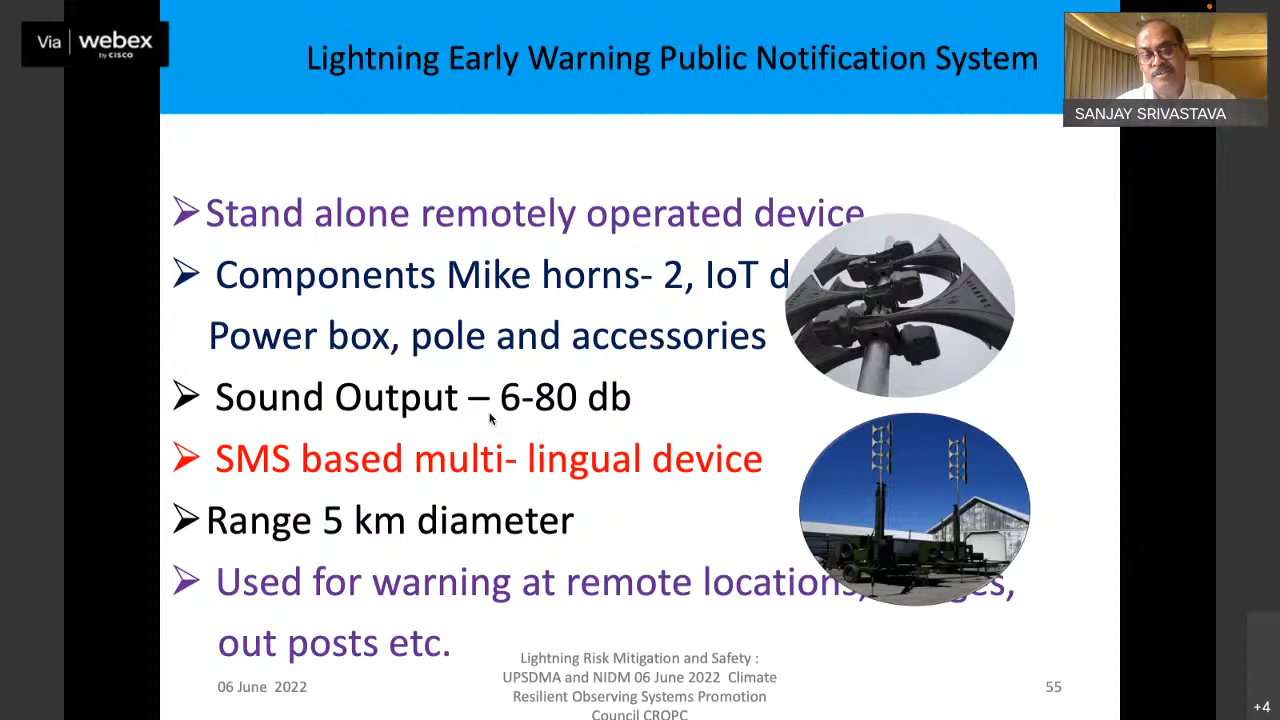 Via webex
by CISCO
Lightning Early Warning Public Notification System
SANJAY SRIVASTAVA
➢Stand alone remotely operated device
➢ Components Mike horns- 2, IoT d
Power box, pole and accessories
➢ Sound Output – 6-80 db
➢ SMS based multi- lingual device
➢Range 5 km diameter
➢ Used for warning at remote locations,
out posts etc.
06 June 2022
Lightning Risk Mitigation and Safety :
UPSDMA and NIDM 06 June 2022 Climate
Resilient Observing Systems Promotion
Council CROPC
55
+4